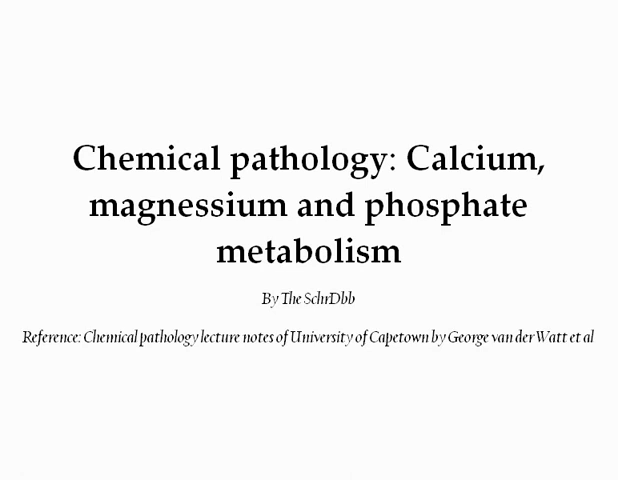 Chemical pathology: Calcium,
magnessium and phosphate
metabolism
By The SchrDbb
Reference: Chemical pathology lecture notes of University of Capetown by George van der Watt et al